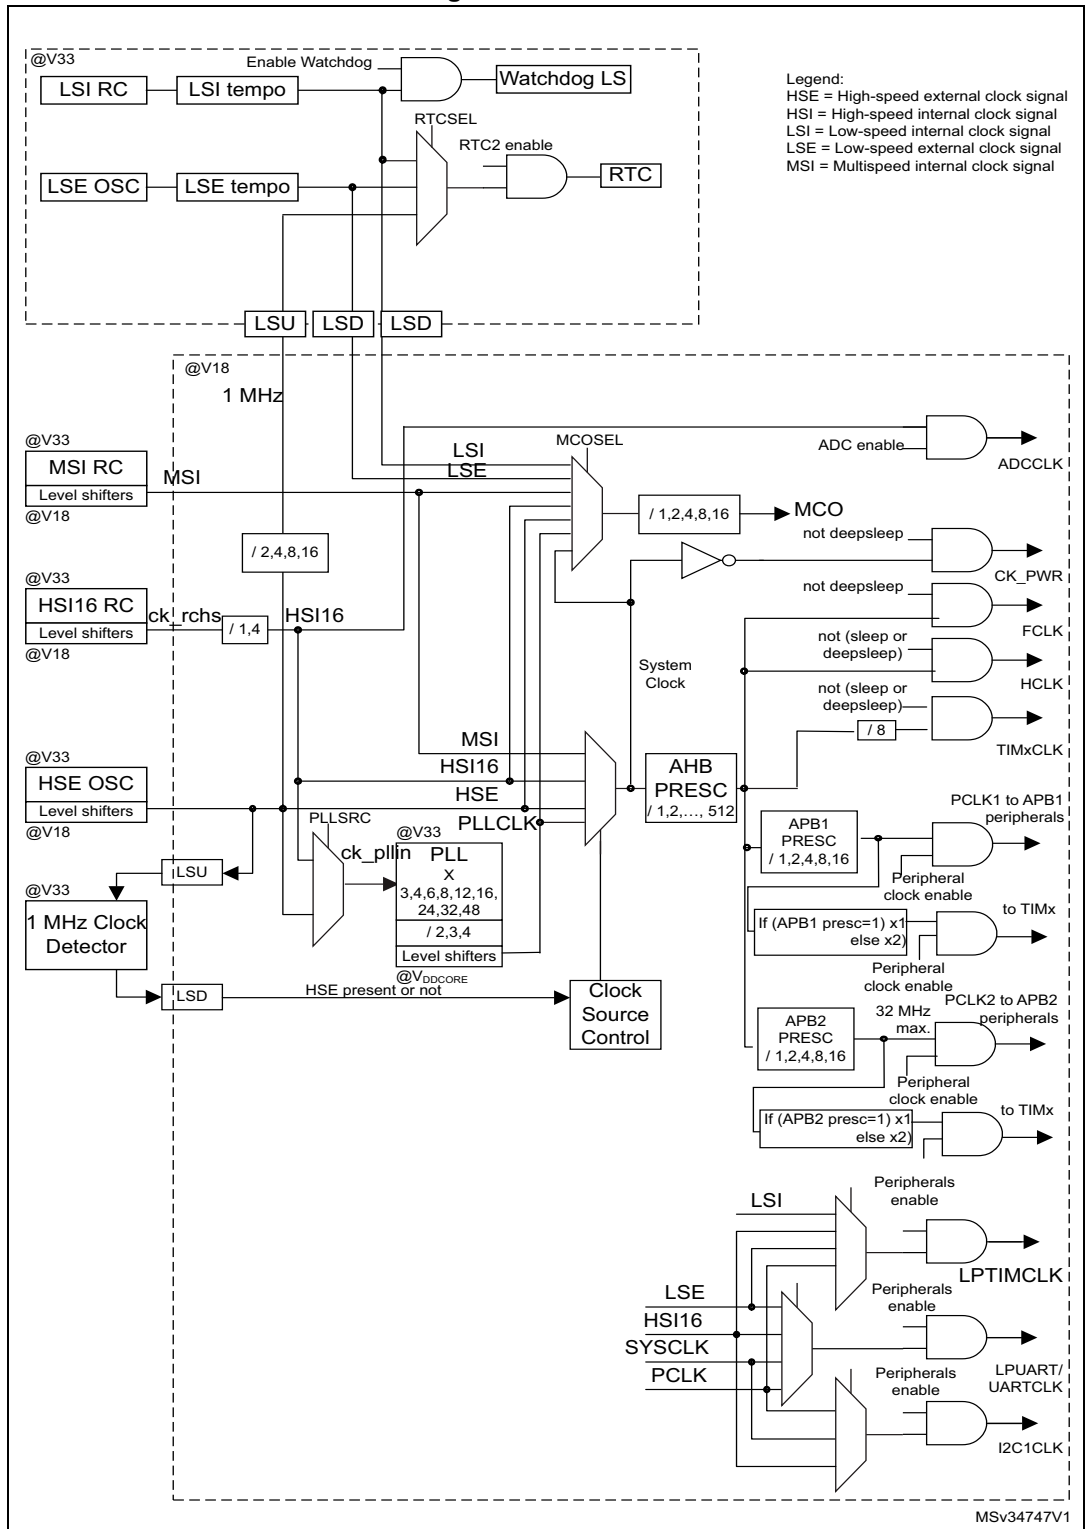 @V33
Enable Watchdog
LSI RC
LSI tempo
Watchdog LS
Legend:
HSE = High-speed external clock signal
HSI = High-speed internal clock signal
LSI = Low-speed internal clock signal
LSE = Low-speed external clock signal
MSI = Multispeed internal clock signal
RTCSEL
RTC2 enable
LSE OSC
LSE tempo
RTC
LSU
LSD
LSD
@V18
1 MHz
@V33
MSI RC
Level shifters
@V18
MSI
LSI
LSE
MCOSEL
ADC enable
ADCCLK
/ 1,2,4,8,16
MCO
/ 2,4,8,16
not deepsleep
CK_PWR
@V33
HSI16 RC
Level shifters
@V18
ck_rchs
/ 1,4
HSI16
not deepsleep
FCLK
System
Clock
not (sleep or
deepsleep)
HCLK
not (sleep or
deepsleep)
/ 8
TIMxCLK
@V33
HSE OSC
Level shifters
@V18
MSI
HSI16
HSE
PLLCLK
AHB
PRESC
/ 1,2,..., 512
PLLSRC
ck_pllin
@V33
PLL
X
3,4,6,8,12,16,
24,32,48
/ 2,3,4
Level shifters
@VDDCORE
APB1
PRESC
/ 1,2,4,8,16
PCLK1 to APB1
peripherals
Peripheral
clock enable
LSU
@V33
1 MHz Clock
Detector
LSD
HSE present or not
Clock
Source
Control
If (APB1 presc=1) x1
else x2)
to TIMx
Peripheral
clock enable
APB2
PRESC
/ 1,2,4,8,16
32 MHz
max.
PCLK2 to APB2
peripherals
Peripheral
clock enable
If (APB2 presc=1) x1
else x2)
to TIMx
LSI
Peripherals
enable
LPTIMCLK
LSE
HSI16
SYSCLK
PCLK
Peripherals
enable
LPUART/
UARTCLK
Peripherals
enable
I2C1CLK
MSv34747V1